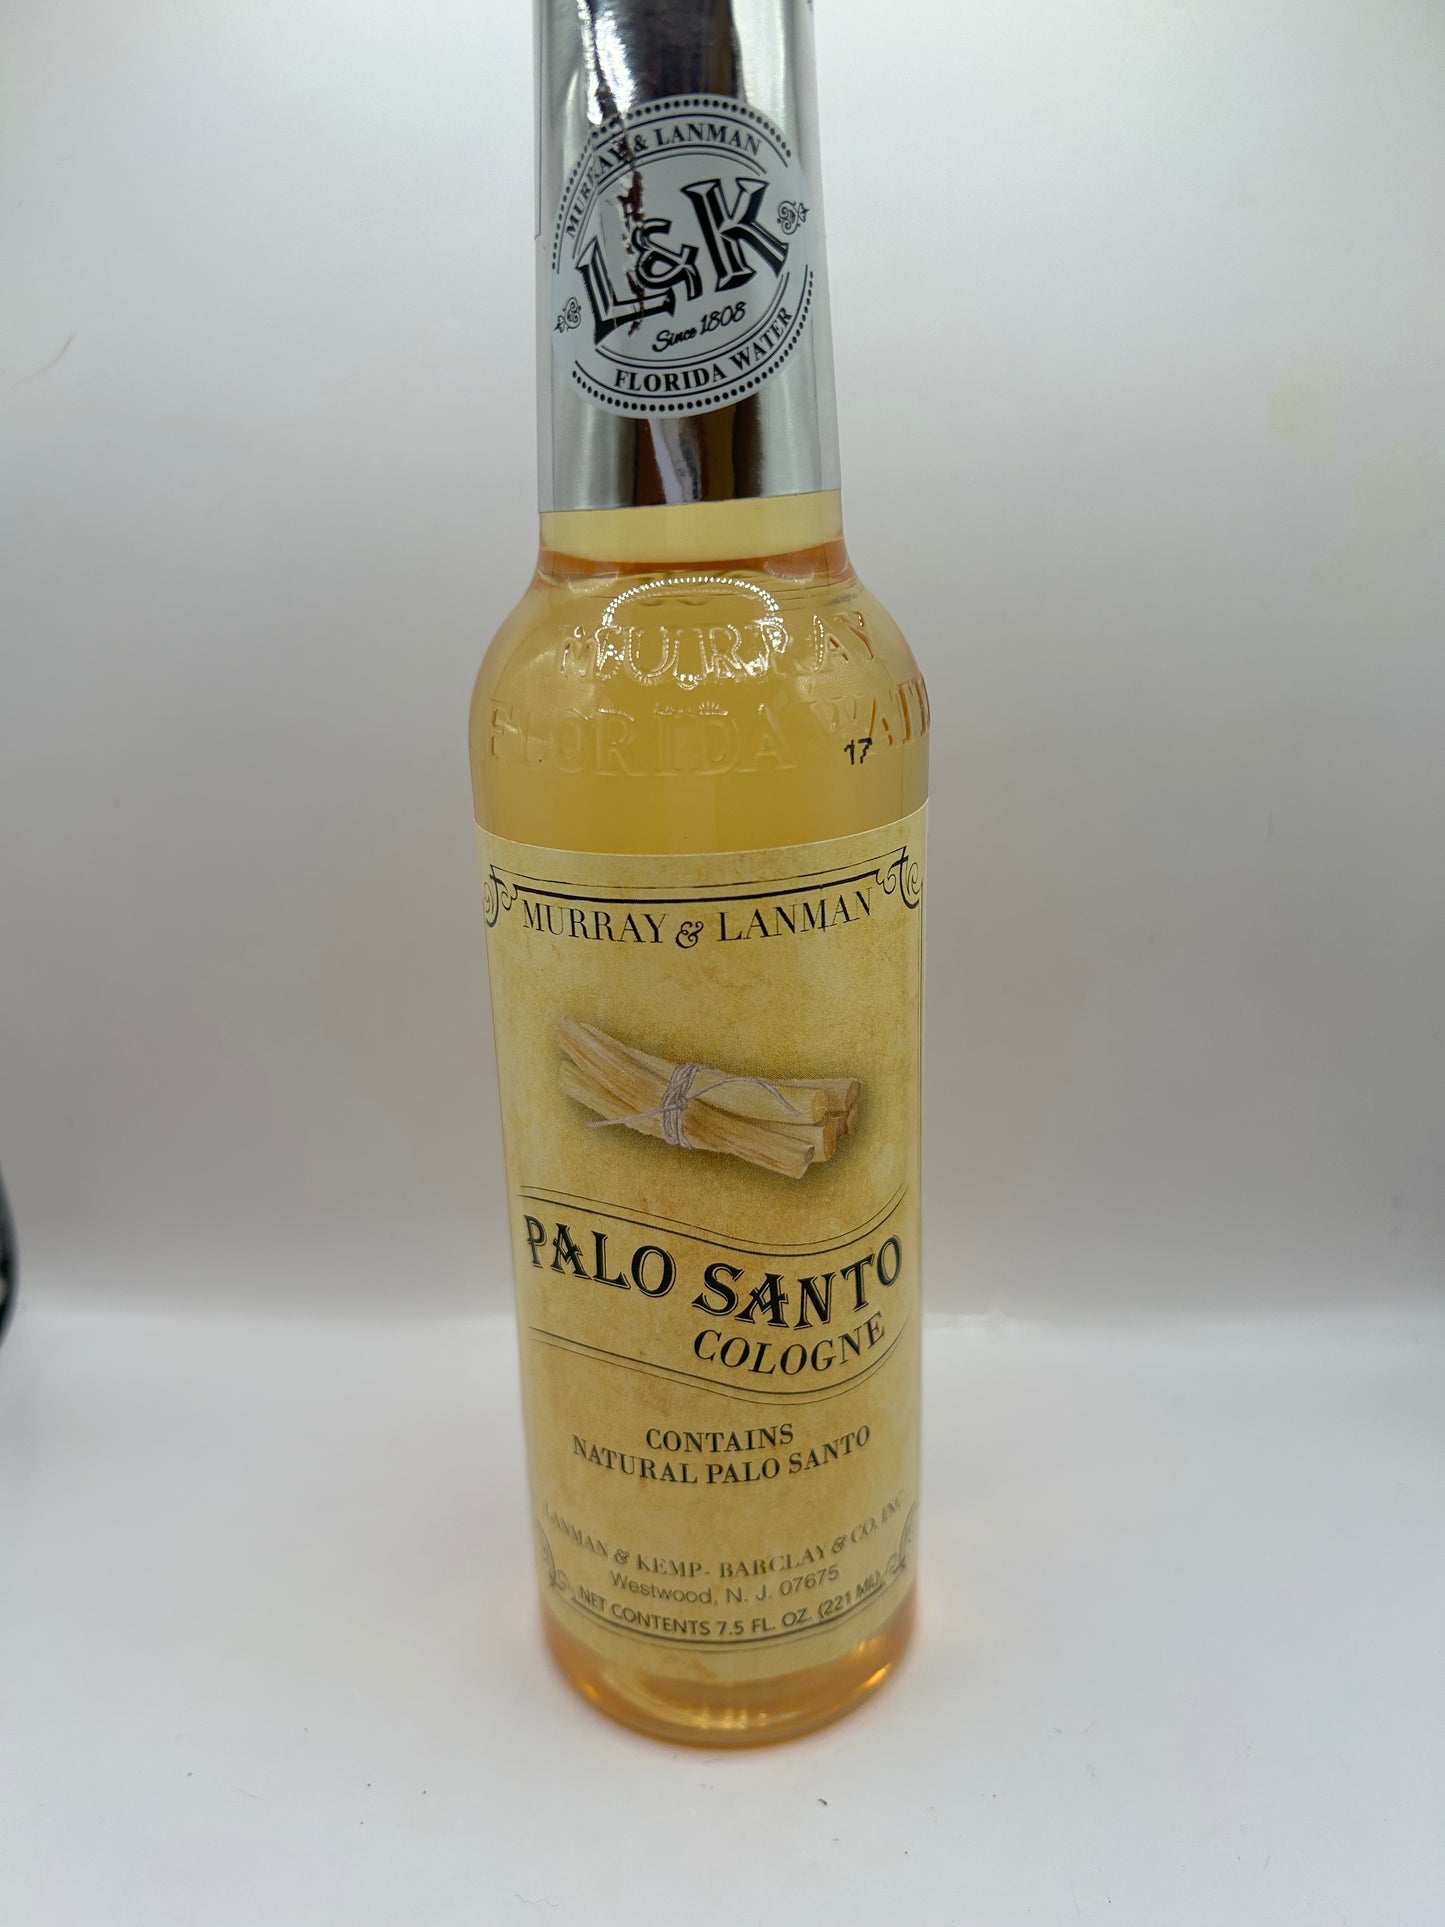 MURRAY & LANMAN
L&K
Since 1808
FLORIDA WATER
MURRAY
FLORIDA WATE
17
MURRAY & LANMAN
PALO SANTO
COLOGNE
CONTAINS
NATURAL PALO SANTO
LANMAN & KEMP- BARCLAY & CO. INC
Westwood, N. J. 07675
NET CONTENTS 7.5 FL. OZ. (221 ML)